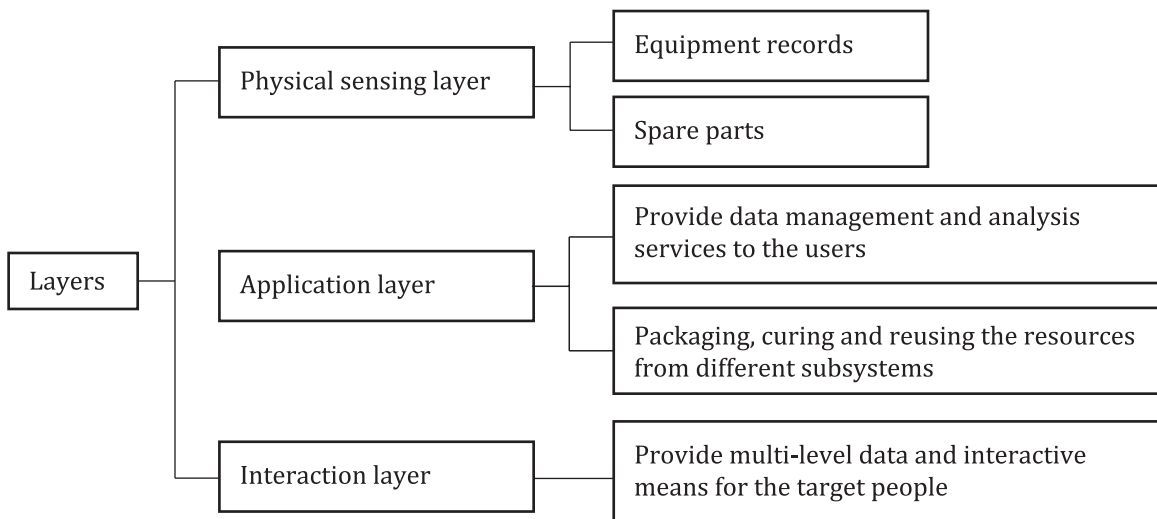 Layers
Physical sensing layer
Equipment records
Spare parts
Application layer
Provide data management and analysis
services to the users
Packaging, curing and reusing the resources
from different subsystems
Interaction layer
Provide multi-level data and interactive
means for the target people